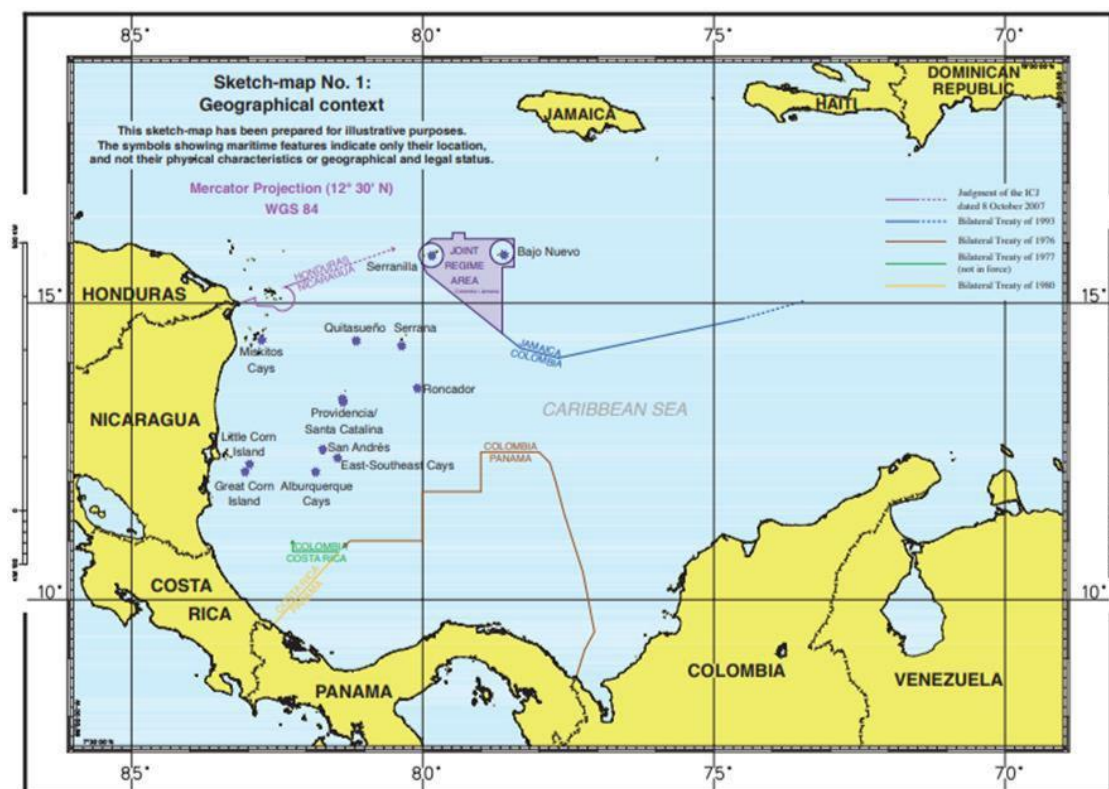 85°
80°
75°
70°
Sketch-map No. 1:
Geographical context
This sketch-map has been prepared for illustrative purposes.
The symbols showing maritime features indicate only their location,
and not their physical characteristics or geographical and legal status.
Mercator Projection (12° 30' N)
WGS 84
JAMAICA
HAITI
DOMINICAN
REPUBLIC
Judgment of the ICJ
dated 8 October 2007
Bilateral Treaty of 1993
Bilateral Treaty of 1976
Bilateral Treaty of 1977
(not in force)
Bilateral Treaty of 1980
HONDURAS
NICARAGUA
Serranilla
JOINT
REGIME
AREA
Bajo Nuevo
15°
HONDURAS
15°
Miskitos
Cays
Quitasueño
Serrana
JAMAICA
COLOMBIA
Roncador
NICARAGUA
Providencia/
Santa Catalina
CARIBBEAN SEA
Little Corn
Island
San Andrés
East-Southeast Cays
Great Corn
Island
Alburquerque
Cays
COLOMBIA
PANAMA
COLOMBIA
COSTA RICA
COSTA RICA
PANAMA
10°
COSTA
RICA
10°
PANAMA
COLOMBIA
VENEZUELA
85°
80°
75°
70°